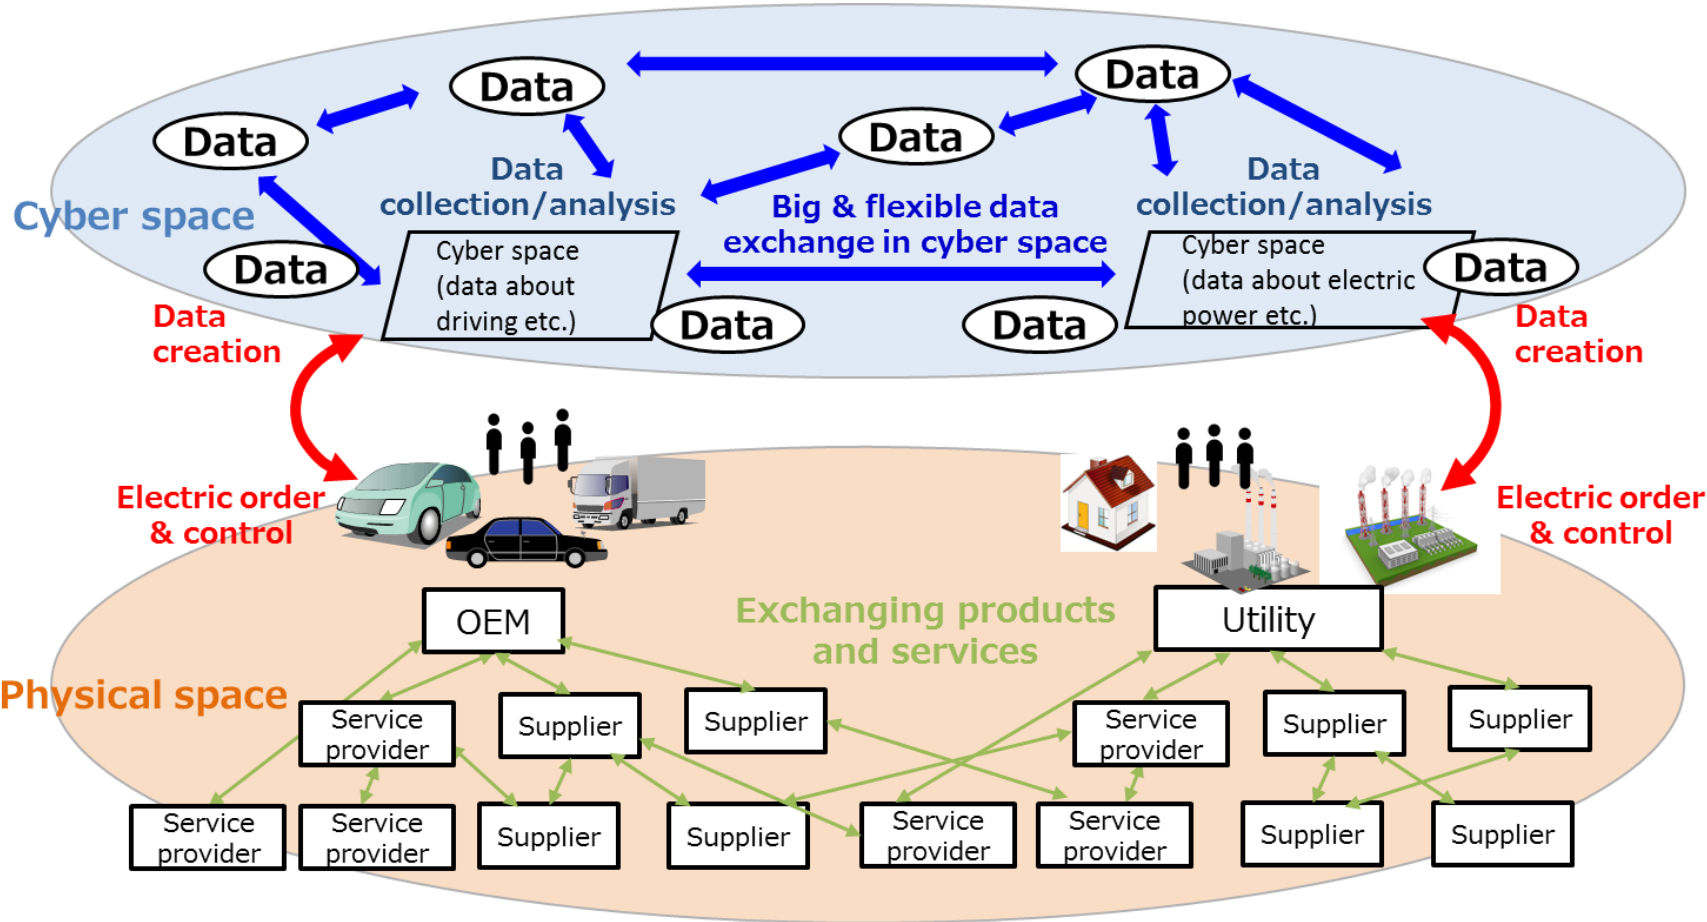 Data
Data
Data
Data
Data
collection/analysis
Data
collection/analysis
Cyber space
Big & flexible data
exchange in cyber space
Data
Cyber space
(data about
driving etc.)
Data
Data
Cyber space
(data about electric
power etc.)
Data
Data
creation
Data
creation
Electric order
& control
Electric order
& control
OEM
Exchanging products
and services
Utility
Physical space
Service
provider
Supplier
Supplier
Service
provider
Supplier
Supplier
Service
provider
Service
provider
Supplier
Supplier
Service
provider
Service
provider
Supplier
Supplier